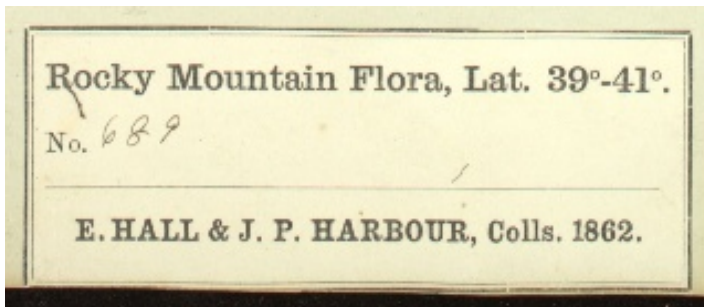 Rocky Mountain Flora, Lat. 39°-41°.
No. 689
E. HALL & J. P. HARBOUR, Colls. 1862.